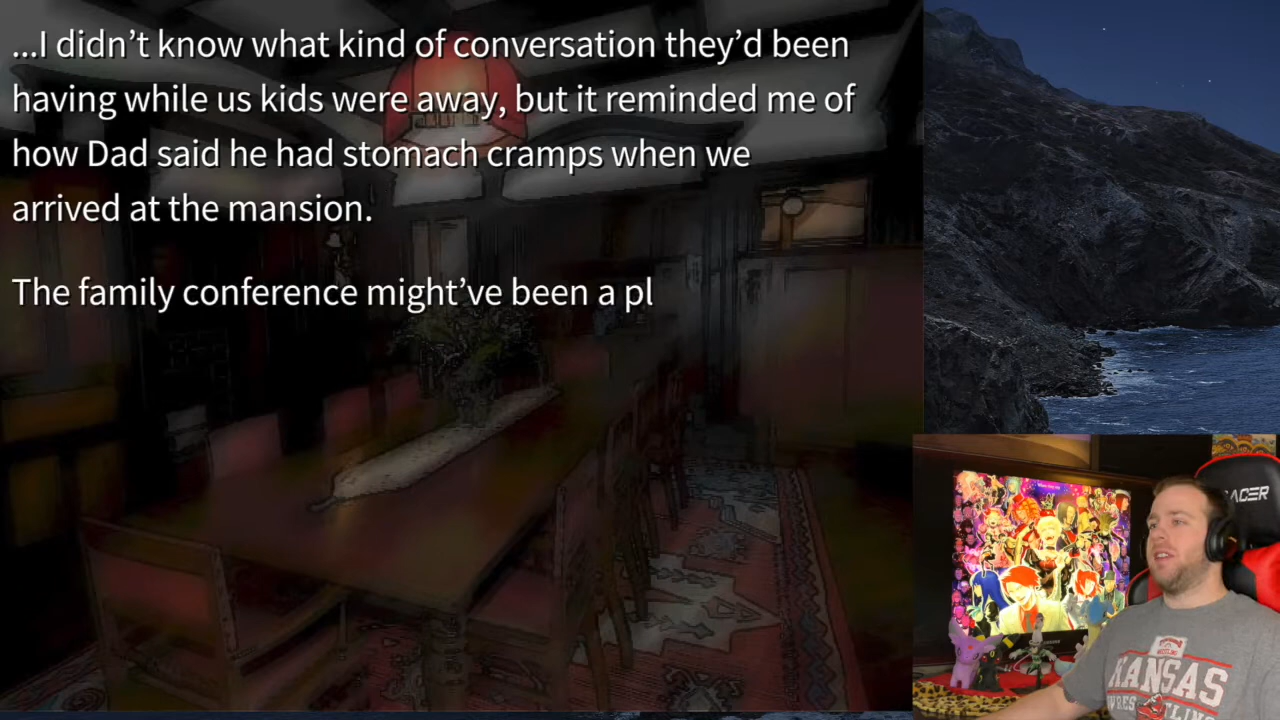 ...I didn't know what kind of conversation they'd been
having while us kids were away, but it reminded me of
how Dad said he had stomach cramps when we
arrived at the mansion.
The family conference might've been a pl
KANSAS